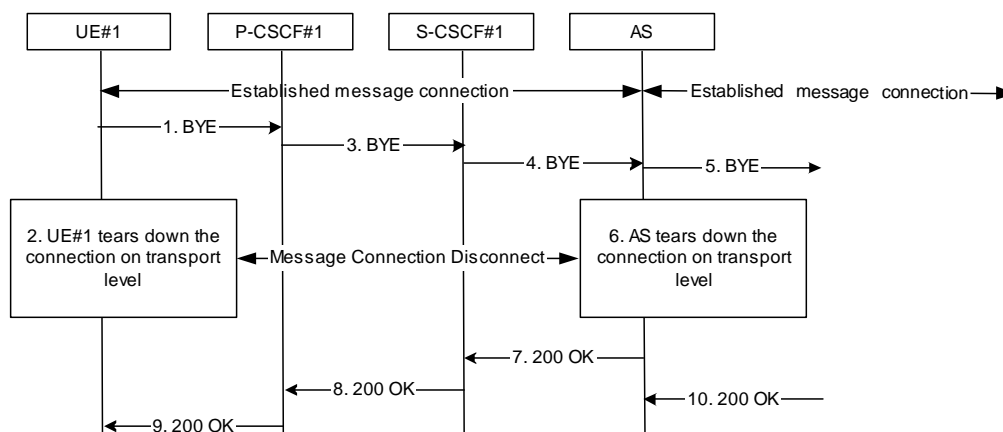 UE#1
P-CSCF#1
S-CSCF#1
AS
Established message connection
Established message connection
1. BYE
3. BYE
4. BYE
5. BYE
2. UE#1 tears down the
connection on transport
level
Message Connection Disconnect
6. AS tears down the
connection on transport
level
7. 200 OK
8. 200 OK
10. 200 OK
9. 200 OK